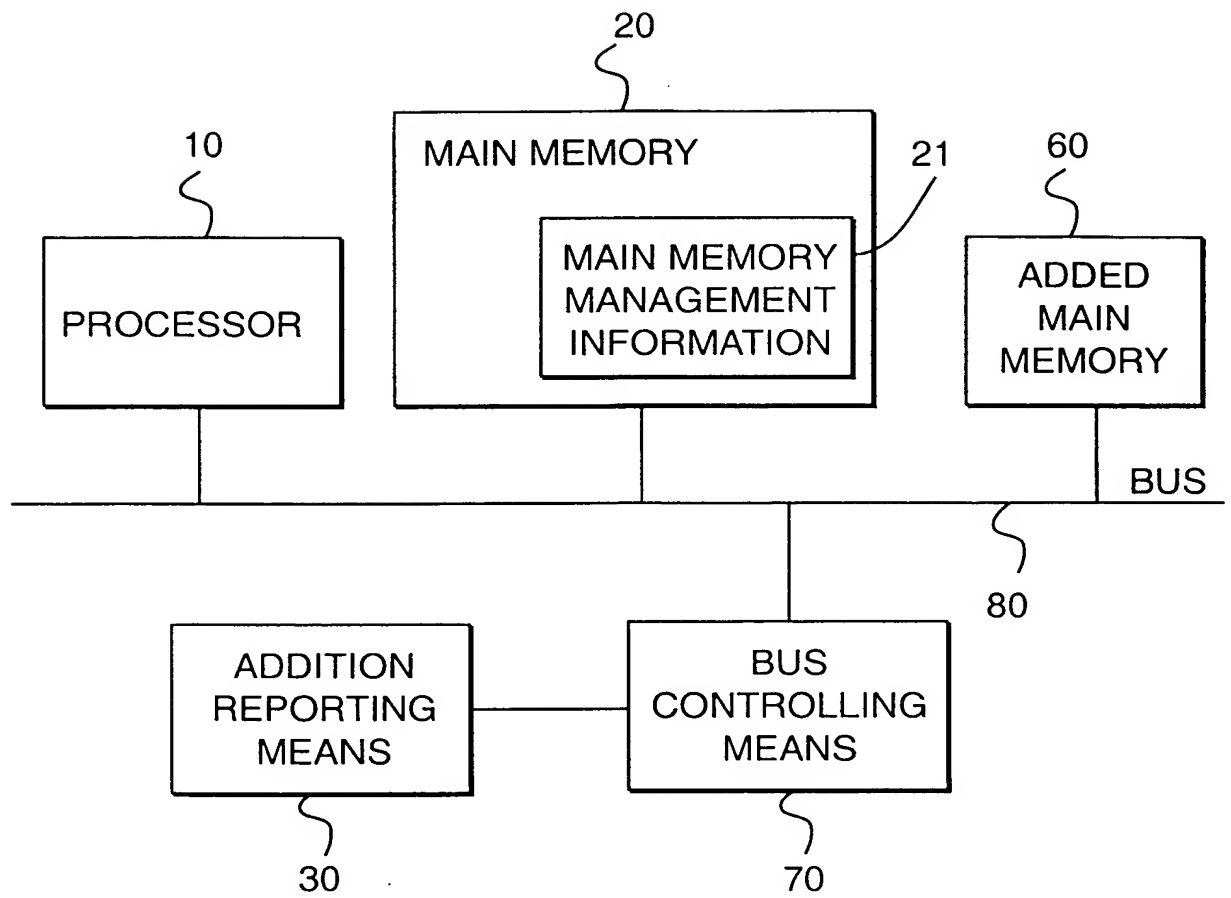 20
10
MAIN MEMORY
21
60
MAIN MEMORY
MANAGEMENT
INFORMATION
PROCESSOR
ADDED
MAIN
MEMORY
BUS
80
ADDITION
REPORTING
MEANS
BUS
CONTROLLING
MEANS
30
70